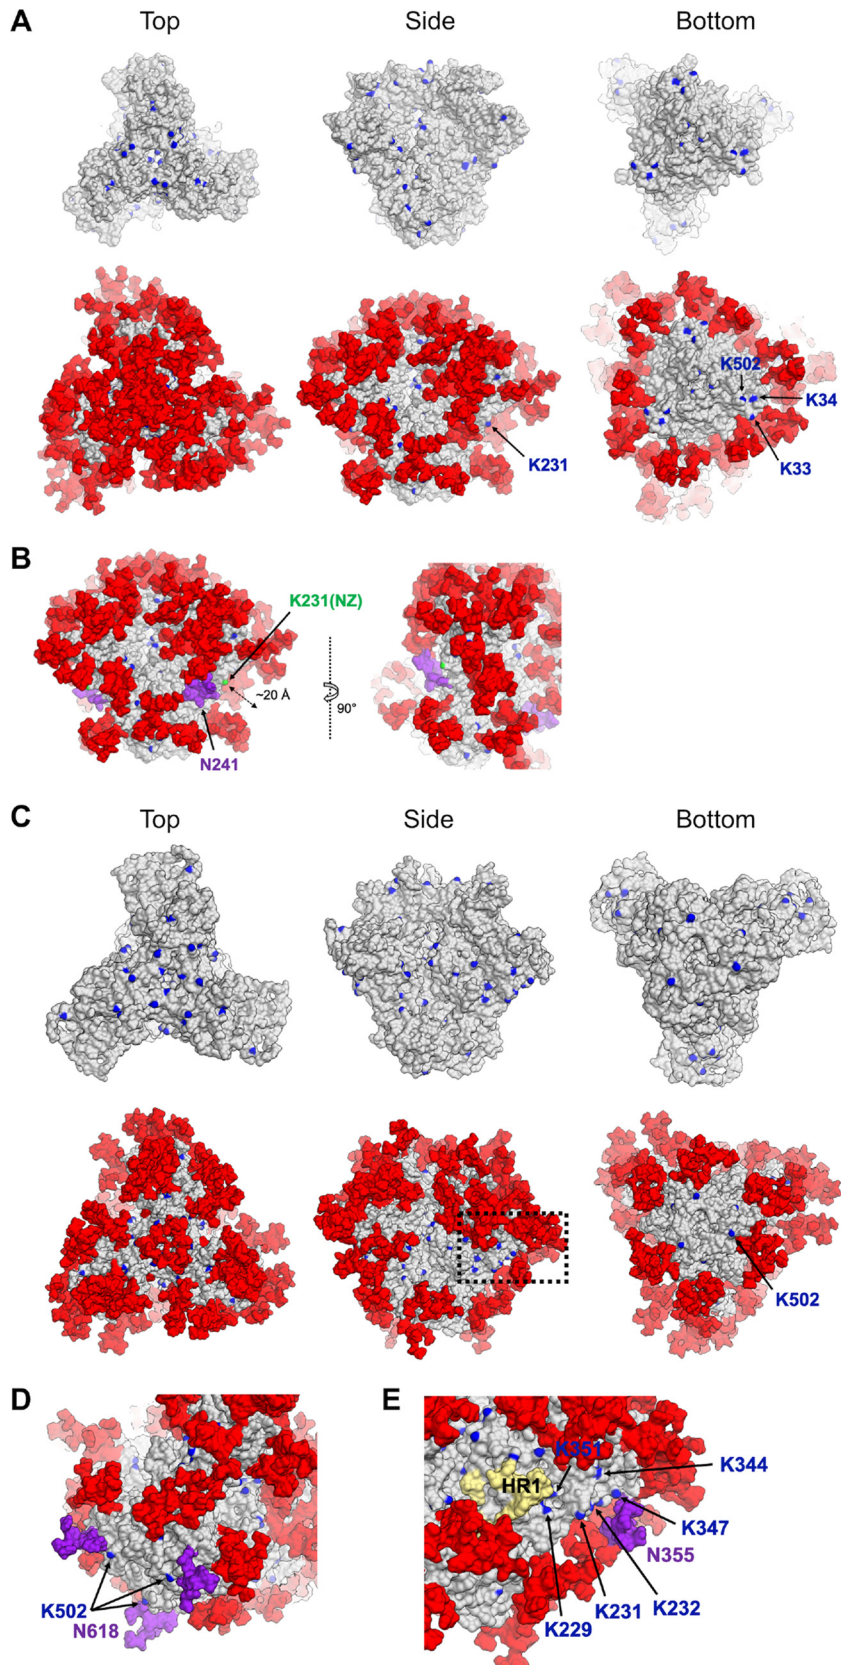 A
Top
Side
Bottom
K502
K34
K231
K33
B
K231(NZ)
~20 Å
90°
N241
C
Top
Side
Bottom
K502
D
E
K351
HR1
K344
K347
N355
K502
N618
K231
K232
K229